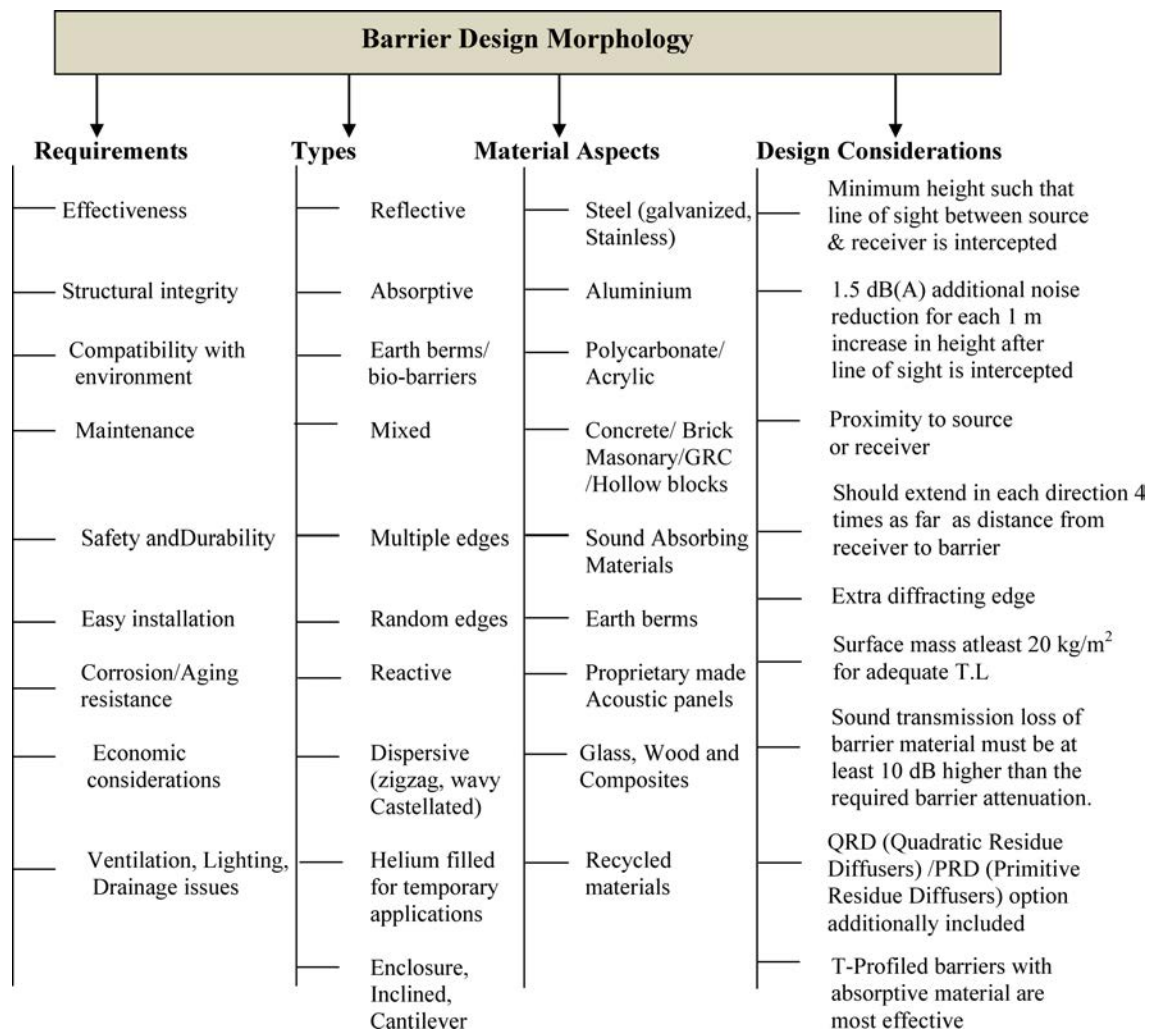 Barrier Design Morphology
Requirements
Effectiveness
Structural integrity
Compatibility with
environment
Maintenance
Safety andDurability
Easy installation
Corrosion/Aging
resistance
Economic
considerations
Ventilation, Lighting,
Drainage issues
Types
Reflective
Absorptive
Earth berms/
bio-barriers
Mixed
Multiple edges
Random edges
Reactive
Dispersive
(zigzag, wavy
Castellated)
Helium filled
for temporary
applications
Enclosure,
Inclined,
Cantilever
Material Aspects
Steel (galvanized,
Stainless)
Aluminium
Polycarbonate/
Acrylic
Concrete/ Brick
Masonary/GRC
/Hollow blocks
Sound Absorbing
Materials
Earth berms
Proprietary made
Acoustic panels
Glass, Wood and
Composites
Recycled
materials
Design Considerations
Minimum height such that
line of sight between source
& receiver is intercepted
1.5 dB(A) additional noise
reduction for each 1 m
increase in height after
line of sight is intercepted
Proximity to source
or receiver
Should extend in each direction 4
times as far as distance from
receiver to barrier
Extra diffracting edge
Surface mass atleast 20 kg/m²
for adequate T.L
Sound transmission loss of
barrier material must be at
least 10 dB higher than the
required barrier attenuation.
QRD (Quadratic Residue
Diffusers) /PRD (Primitive
Residue Diffusers) option
additionally included
T-Profiled barriers with
absorptive material are
most effective